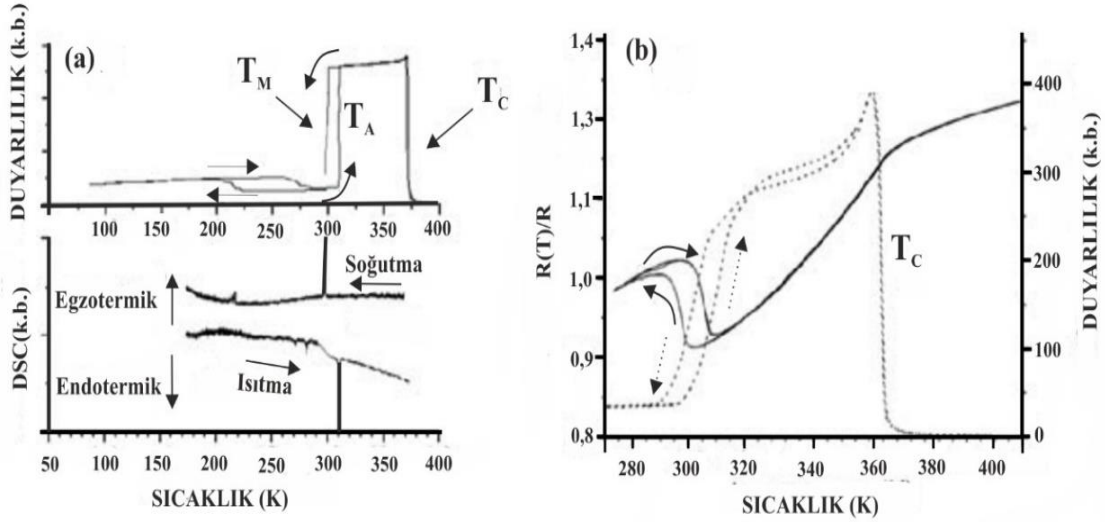 (a)
DUYARLILIK (k.b.)
T_M
T_A
T_C
100 150 200 250 300 350 400
DSC(k.b.)
Egzotermik
Soğutma
Endotermik
Isıtma
50 100 150 200 250 300 350 400
SICAKLIK (K)
(b)
R(T)/R
1,4
1,3
1,2
1,1
1,0
0,9
0,8
T_C
400
300
200
100
0
DUYARLILIK (k.b.)
280 300 320 340 360 380 400
SICAKLIK (K)